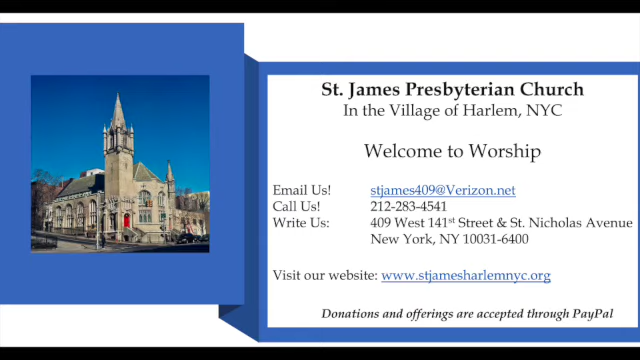 St. James Presbyterian Church
In the Village of Harlem, NYC
Welcome to Worship
Email Us! stjames409@Verizon.net
Call Us! 212-283-4541
Write Us: 409 West 141st Street & St. Nicholas Avenue
New York, NY 10031-6400
Visit our website: www.stjamesharlemnyc.org
Donations and offerings are accepted through PayPal